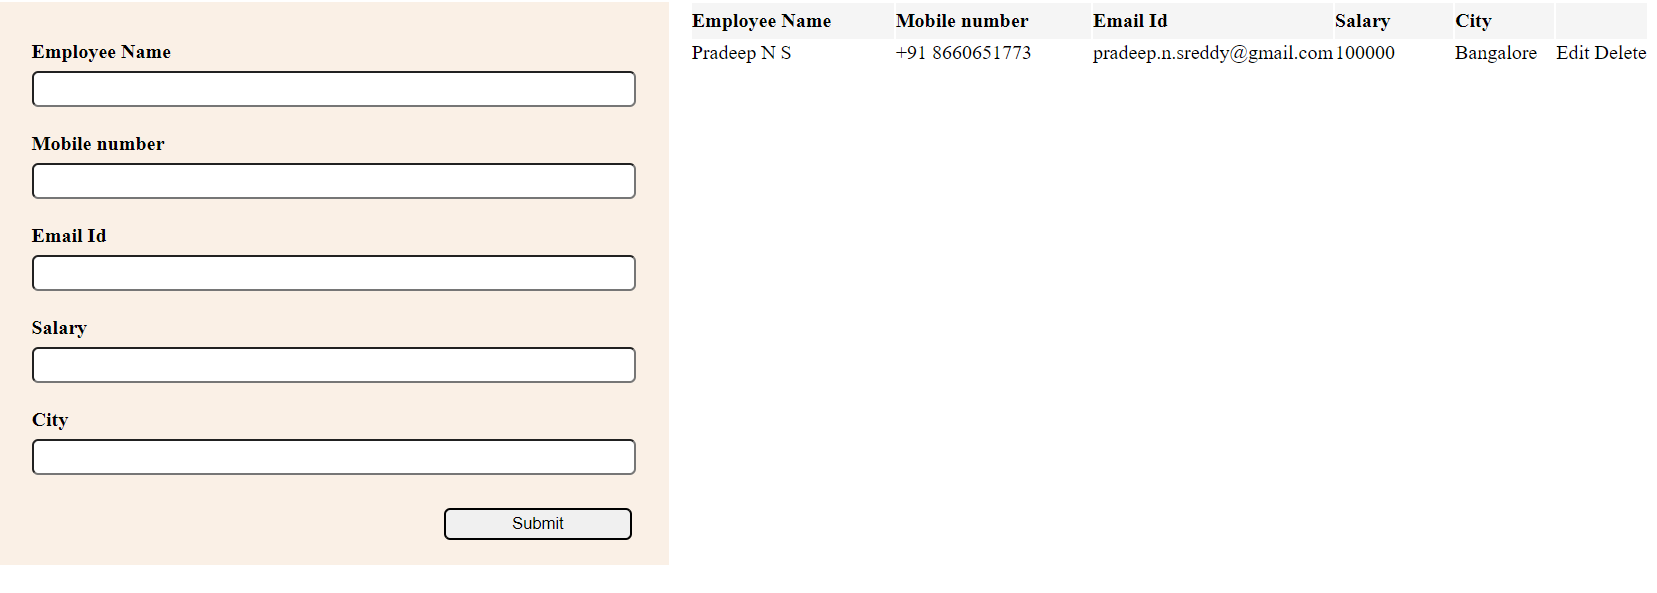 Employee Name
Mobile number
Email Id
Salary
City
Submit
Employee Name Mobile number Email Id Salary City
Pradeep N S +91 8660651773 pradeep.n.sreddy@gmail.com 100000 Bangalore Edit Delete